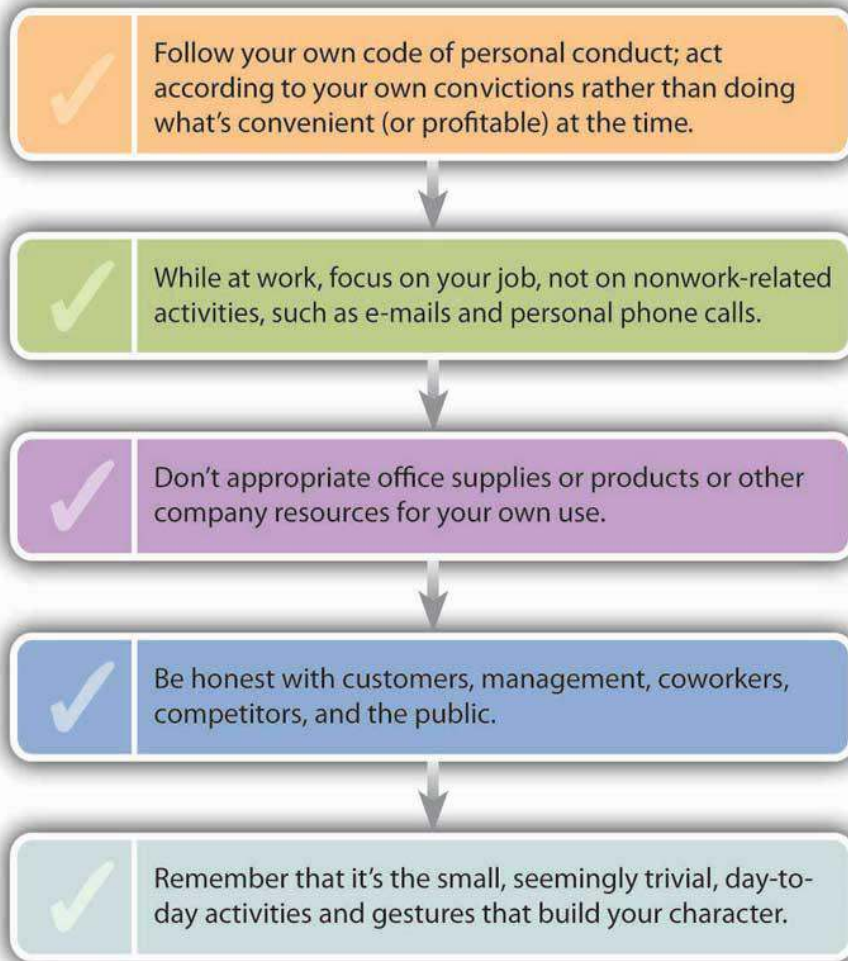 Follow your own code of personal conduct; act
according to your own convictions rather than doing
what's convenient (or profitable) at the time.
While at work, focus on your job, not on nonwork-related
activities, such as e-mails and personal phone calls.
Don't appropriate office supplies or products or other
company resources for your own use.
Be honest with customers, management, coworkers,
competitors, and the public.
Remember that it's the small, seemingly trivial, day-to-
day activities and gestures that build your character.